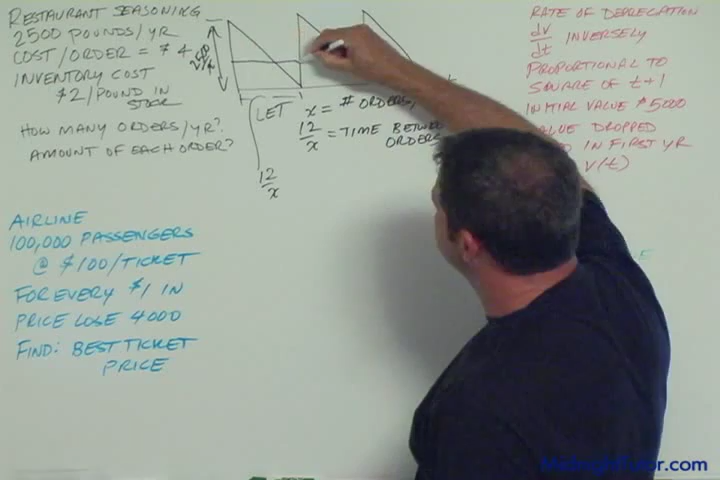 RESTAURANT SEASONING
2500 POUNDS/YR
COST/ORDER = $4
INVENTORY COST
$2/POUND IN
STOCK
HOW MANY ORDERS/YR?
AMOUNT OF EACH ORDER?
LET x = # ORDERS,
12/x = TIME BETWEEN
ORDERS
12/x
RATE OF DEPRECATION
dv/dt INVERSELY
PROPORTIONAL TO
SQUARE OF t+1
INITIAL VALUE $5000
VALUE DROPPED
IN FIRST YR
V(t)
AIRLINE
100,000 PASSENGERS
@ $100/TICKET
FOR EVERY $1 IN
PRICE LOSE 4000
FIND: BEST TICKET
PRICE
MidnightTutor.com